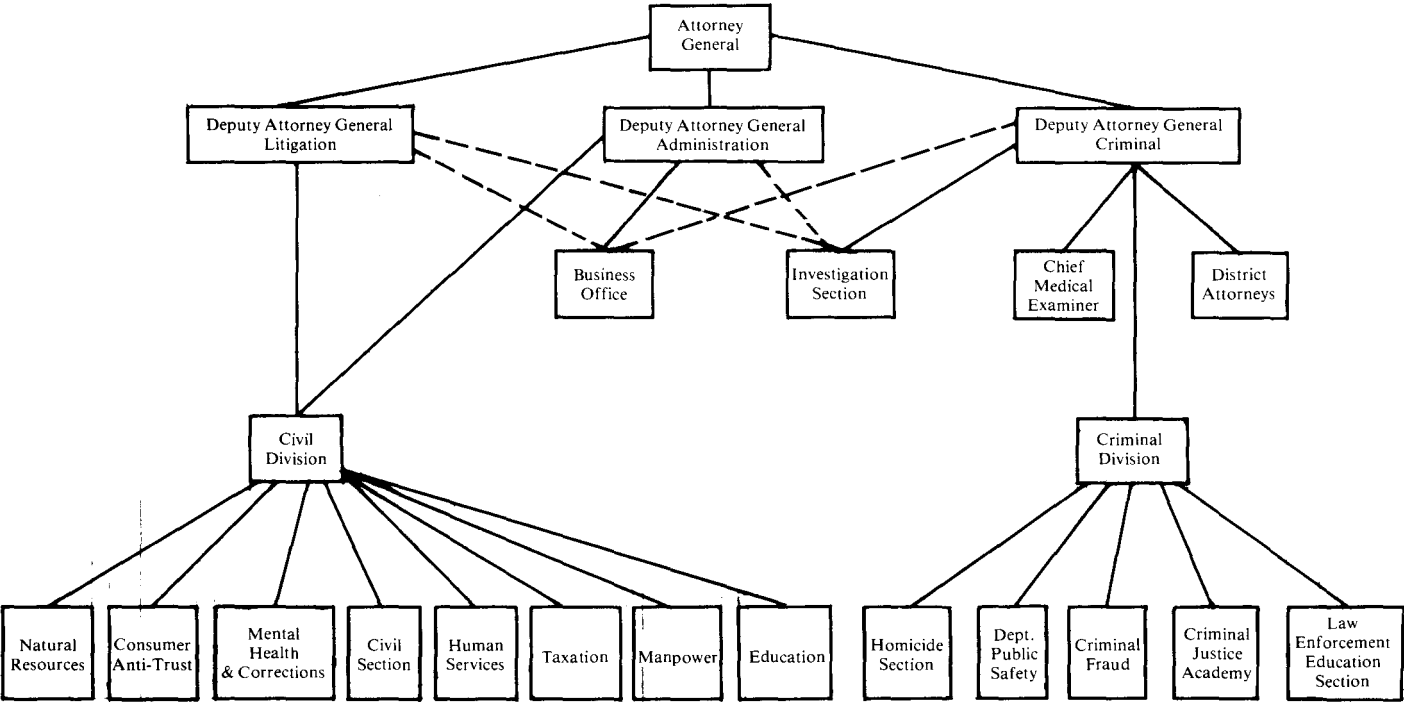 Attorney
General
Deputy Attorney General
Litigation
Deputy Attorney General
Administration
Deputy Attorney General
Criminal
Business
Office
Investigation
Section
Chief
Medical
Examiner
District
Attorneys
Civil
Division
Criminal
Division
Natural
Resources
Consumer
Anti-Trust
Mental
Health
& Corrections
Civil
Section
Human
Services
Taxation
Manpower
Education
Homicide
Section
Dept.
Public
Safety
Criminal
Fraud
Criminal
Justice
Academy
Law
Enforcement
Education
Section